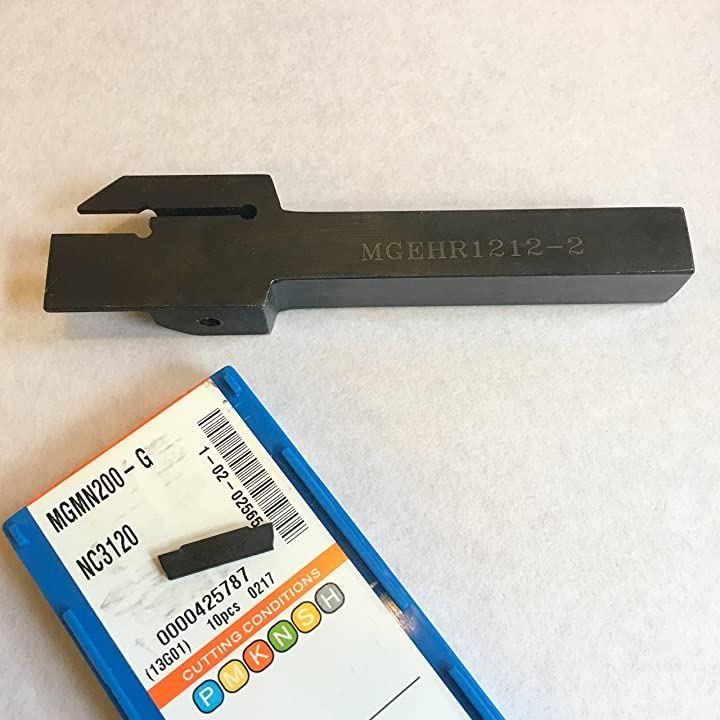 MGEHR1212-2
MGMN200-G
NC3120
1-02-02565
0000425787
(13G01) 10pcs 0217
CUTTING CONDITIONS
P M K N S H